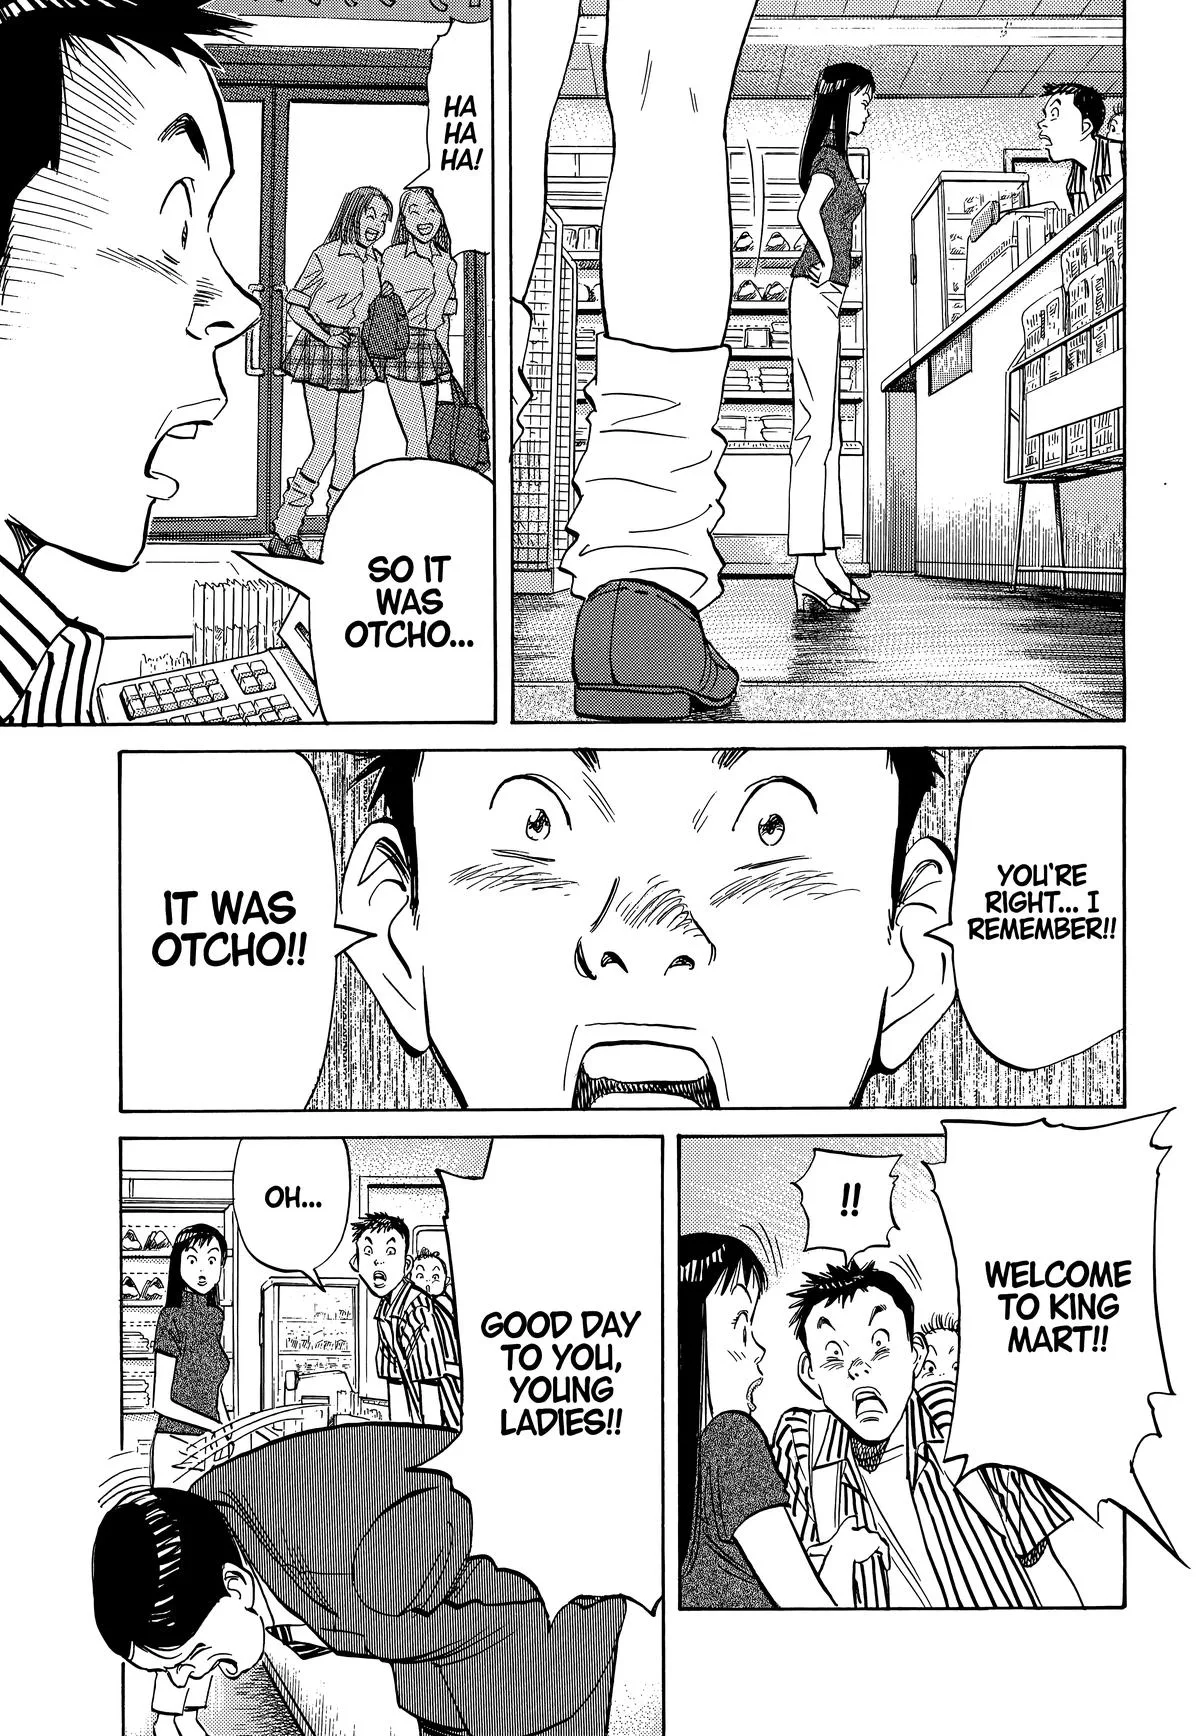 HA
HA
HA!
SO IT
WAS
OTCHO...
YOU'RE
RIGHT... I
REMEMBER!!
IT WAS
OTCHO!!
WELCOME
TO KING
MART!!
!!
GOOD DAY
TO YOU,
YOUNG
LADIES!!
OH...